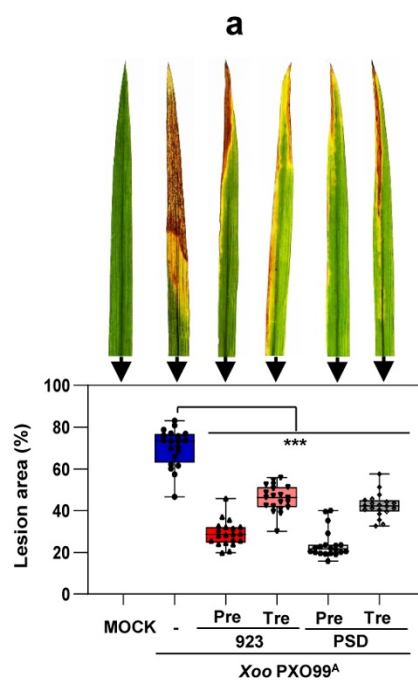 a
100
80
60
40
20
0
Lesion area (%)
***
MOCK - Pre Tre Pre Tre
923 PSD
Xoo PXO99ᴬ